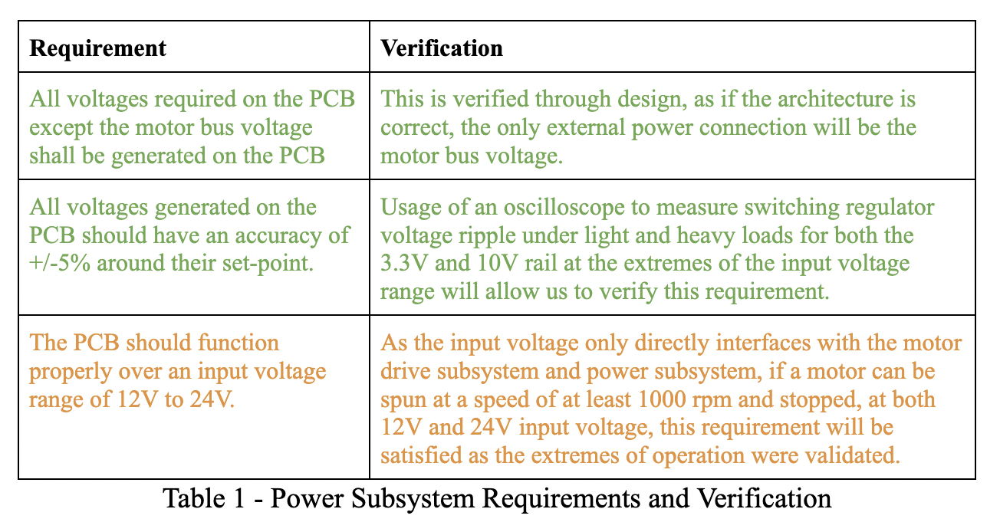 Requirement
Verification
All voltages required on the PCB
except the motor bus voltage
shall be generated on the PCB
This is verified through design, as if the architecture is
correct, the only external power connection will be the
motor bus voltage.
All voltages generated on the
PCB should have an accuracy of
+/-5% around their set-point.
Usage of an oscilloscope to measure switching regulator
voltage ripple under light and heavy loads for both the
3.3V and 10V rail at the extremes of the input voltage
range will allow us to verify this requirement.
The PCB should function
properly over an input voltage
range of 12V to 24V.
As the input voltage only directly interfaces with the motor
drive subsystem and power subsystem, if a motor can be
spun at a speed of at least 1000 rpm and stopped, at both
12V and 24V input voltage, this requirement will be
satisfied as the extremes of operation were validated.
Table 1 - Power Subsystem Requirements and Verification